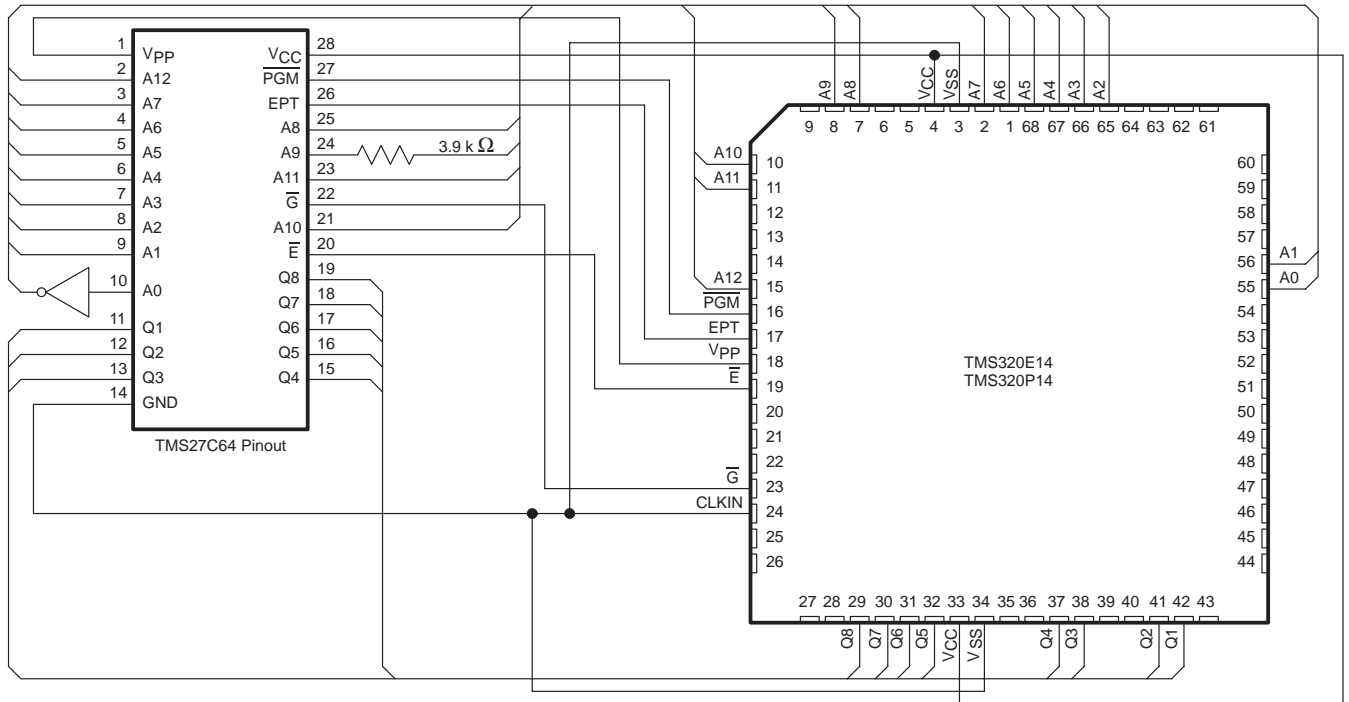 1 VPP VCC 28
2 A12 PGM 27
3 A7 EPT 26
4 A6 A8 25
5 A5 A9 24 3.9 k Ω
6 A4 A11 23
7 A3 G 22
8 A2 A10 21
9 A1 E 20
10 A0 Q8 19
Q7 18
11 Q1 Q6 17
12 Q2 Q5 16
13 Q3 Q4 15
14 GND
TMS27C64 Pinout
A9 A8 VCC VSS A7 A6 A5 A4 A3 A2
9 8 7 6 5 4 3 2 1 68 67 66 65 64 63 62 61
A10 10
A11 11
12
13
14
A12 15
PGM 16
EPT 17
VPP 18
E 19
20
21
22
G 23
CLKIN 24
25
26
TMS320E14
TMS320P14
60
59
58
57
56 A1
55 A0
54
53
52
51
50
49
48
47
46
45
44
27 28 29 30 31 32 33 34 35 36 37 38 39 40 41 42 43
Q8 Q7 Q6 Q5 VCC VSS Q4 Q3 Q2 Q1